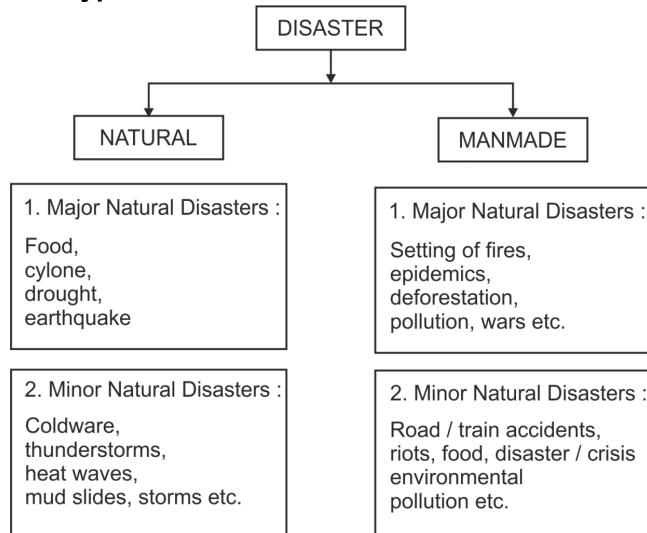 DISASTER
NATURAL
MANMADE
1. Major Natural Disasters :
Food,
cylone,
drought,
earthquake
1. Major Natural Disasters :
Setting of fires,
epidemics,
deforestation,
pollution, wars etc.
2. Minor Natural Disasters :
Coldware,
thunderstorms,
heat waves,
mud slides, storms etc.
2. Minor Natural Disasters :
Road / train accidents,
riots, food, disaster / crisis
environmental
pollution etc.